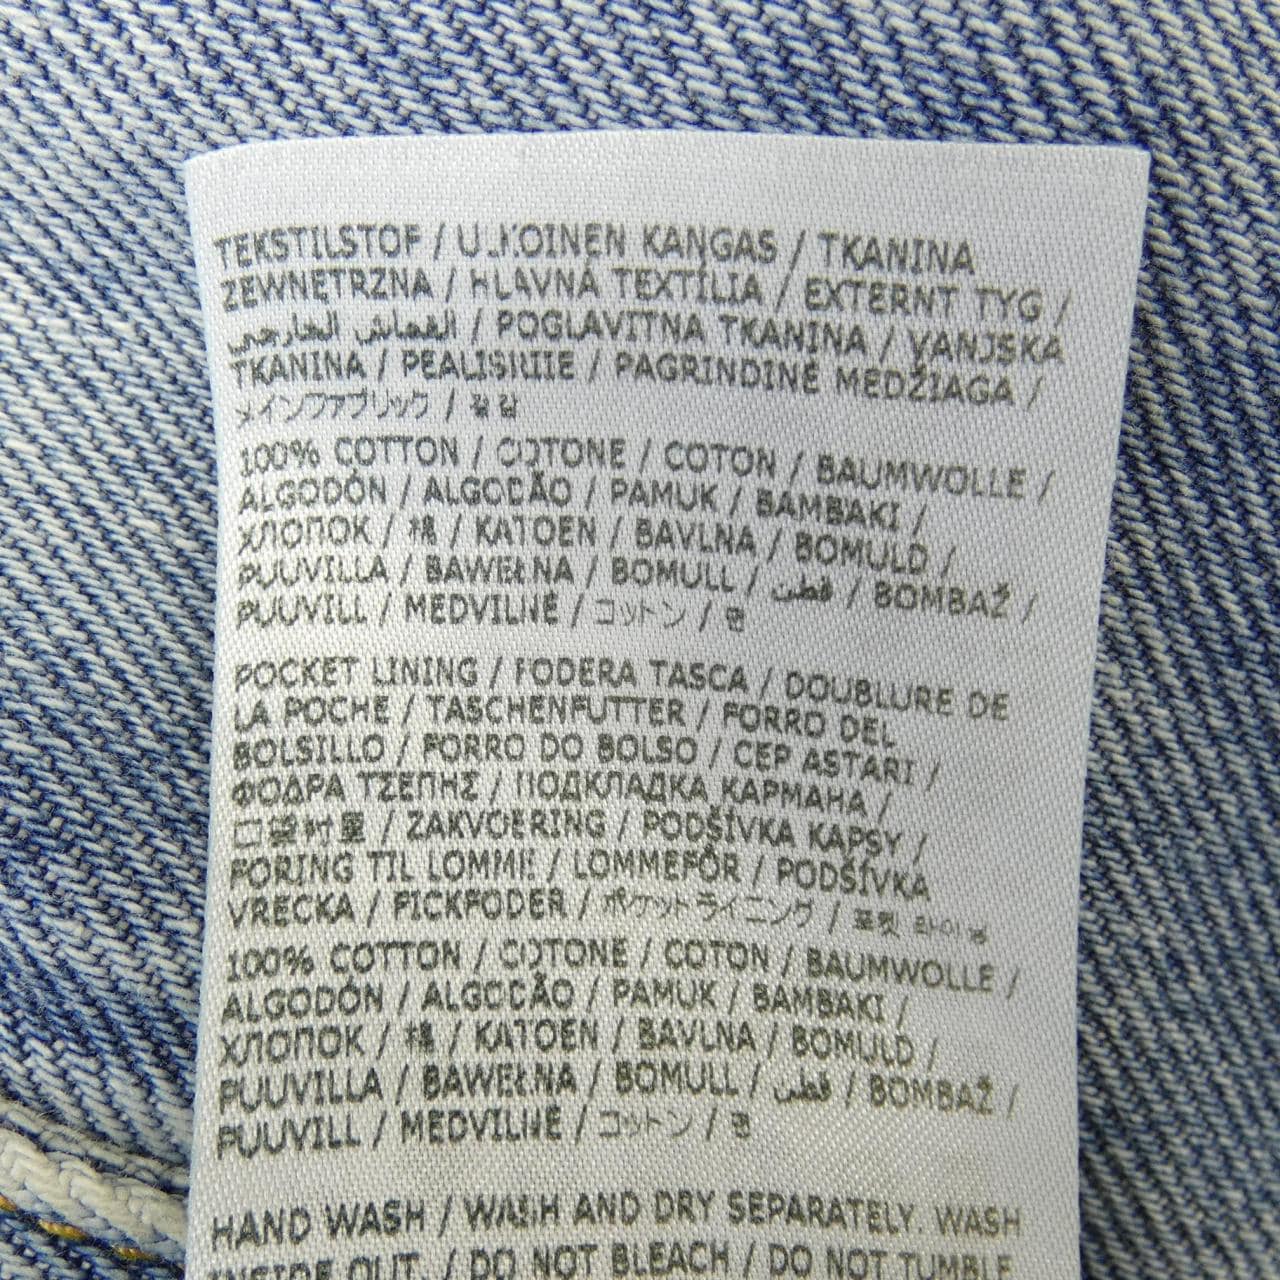 TEKSTILSTOF / ULKOINEN KANGAS / TKANINA
ZEWNĘTRZNA / HLAVNÁ TEXTÍLIA / EXTERNT TYG /
القماش الخارجي / POGLAVITNA TKANINA / VANJSKA
TKANINA / PEALISRIIE / PAGRINDINĖ MEDŽIAGA /
メインファブリック / 겉감
100% COTTON / COTONE / COTON / BAUMWOLLE /
ALGODÓN / ALGODÃO / PAMUK / BAMBAKI /
ХЛОПОК / 棉 / KATOEN / BAVLNA / BOMULD /
PUUVILLA / BAWEŁNA / BOMULL / قطن / BOMBAŽ /
PUUVILL / MEDVILNĖ / コットン / 면
POCKET LINING / FODERA TASCA / DOUBLURE DE
LA POCHE / TASCHENFUTTER / FORRO DEL
BOLSILLO / FORRO DO BOLSO / CEP ASTARI /
ΦΟΔΡΑ ΤΣΕΠΗΣ / ПОДКЛАДКА КАРМАНА /
口袋衬里 / ZAKVOERING / PODŠÍVKA KAPSY /
FORING TIL LOMME / LOMMEFÔR / PODŠÍVKA
VRECKA / FICKFODER / ポケットライニング / 포켓 라이닝
100% COTTON / COTONE / COTON / BAUMWOLLE /
ALGODÓN / ALGODÃO / PAMUK / BAMBAKI /
ХЛОПОК / 棉 / KATOEN / BAVLNA / BOMULD /
PUUVILLA / BAWEŁNA / BOMULL / قطن / BOMBAŽ /
PUUVILL / MEDVILNĖ / コットン / 면
HAND WASH / WASH AND DRY SEPARATELY. WASH
INSIDE OUT. / DO NOT BLEACH / DO NOT TUMBLE